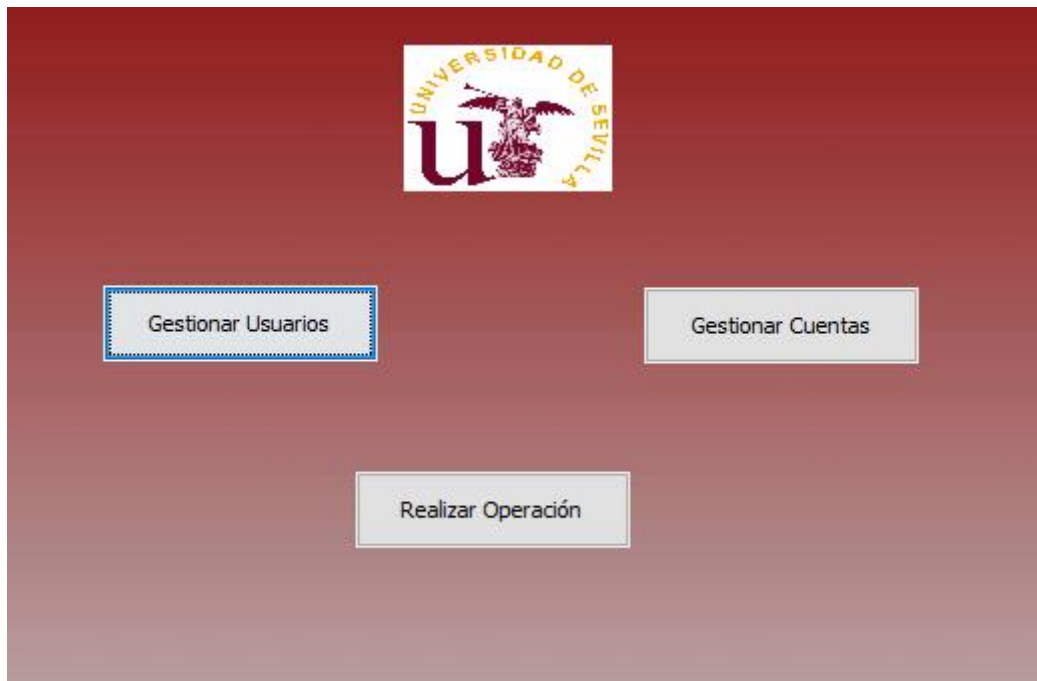 UNIVERSIDAD DE SEVILLA
u
Gestionar Usuarios
Gestionar Cuentas
Realizar Operación